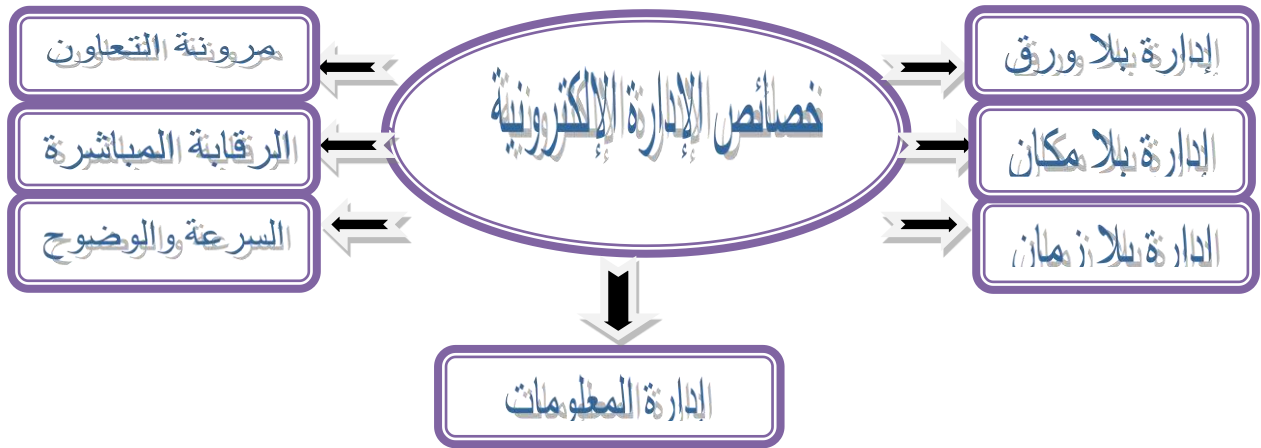 خصائص الإدارة الإلكترونية
إدارة بلا ورق
إدارة بلا مكان
إدارة بلا زمان
مرونة التعاون
الرقابة المباشرة
السرعة والوضوح
إدارة المعلومات